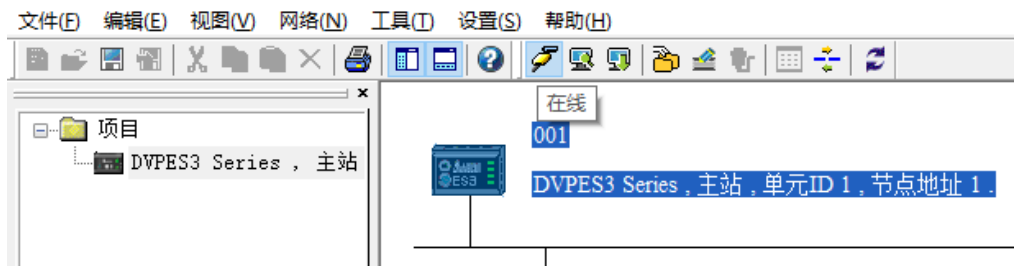 文件(F) 编辑(E) 视图(V) 网络(N) 工具(T) 设置(S) 帮助(H)
在线
项目
DVPES3 Series , 主站
001
ES3
DVPES3 Series , 主站 , 单元ID 1 , 节点地址 1 .